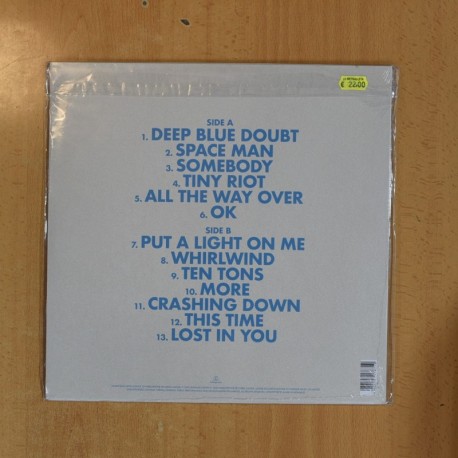 € 22,00
SIDE A
1. DEEP BLUE DOUBT
2. SPACE MAN
3. SOMEBODY
4. TINY RIOT
5. ALL THE WAY OVER
6. OK
SIDE B
7. PUT A LIGHT ON ME
8. WHIRLWIND
9. TEN TONS
10. MORE
11. CRASHING DOWN
12. THIS TIME
13. LOST IN YOU